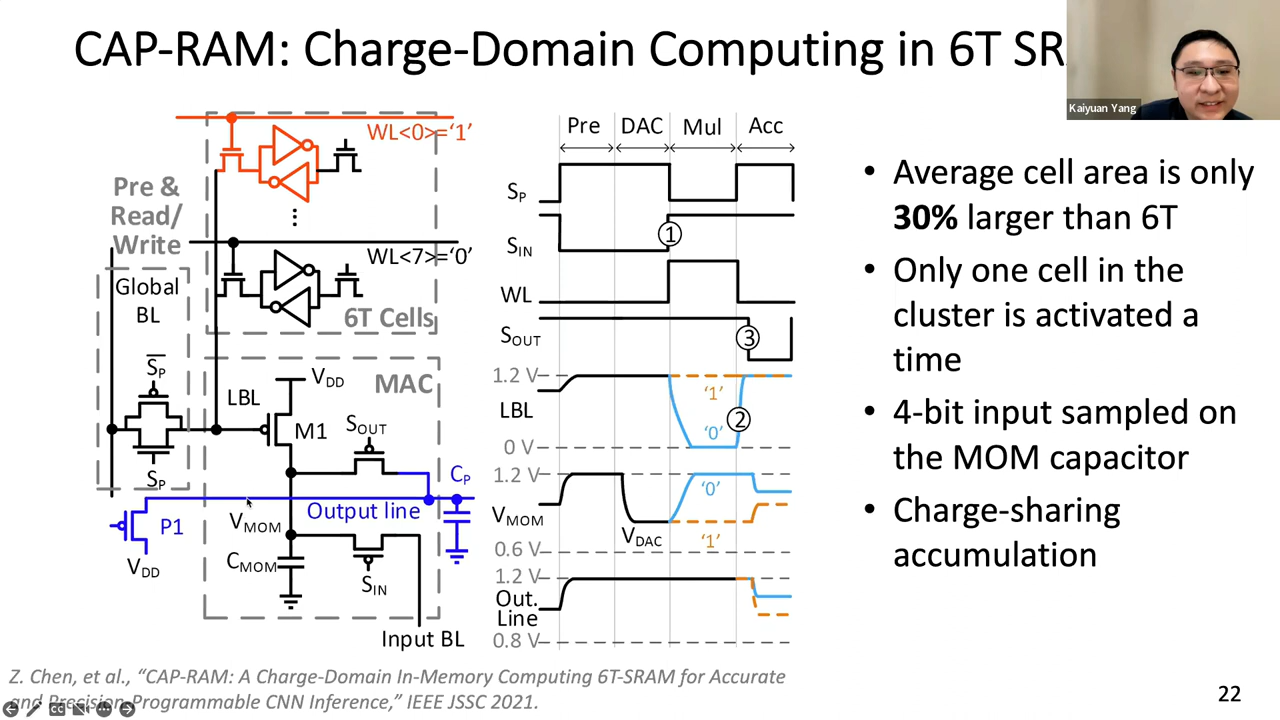 CAP-RAM: Charge-Domain Computing in 6T SR
Kaiyuan Yang
WL<0>='1'
Pre &
Read/
Write
WL<7>='0'
Global
BL
6T Cells
MAC
S̅P
VDD
LBL
M1
SOUT
SP
CP
Output line
P1
VMOM
VDD
CMOM
SIN
Input BL
Pre DAC Mul Acc
SP
1
SIN
WL
SOUT
3
1.2 V
'1'
LBL
2
'0'
0 V
1.2 V
'0'
VMOM
VDAC
'1'
0.6 V
1.2 V
Out.
Line
0.8 V
• Average cell area is only
30% larger than 6T
• Only one cell in the
cluster is activated a
time
• 4-bit input sampled on
the MOM capacitor
• Charge-sharing
accumulation
Z. Chen, et al., “CAP-RAM: A Charge-Domain In-Memory Computing 6T-SRAM for Accurate
and Precision-Programmable CNN Inference,” IEEE JSSC 2021.
22